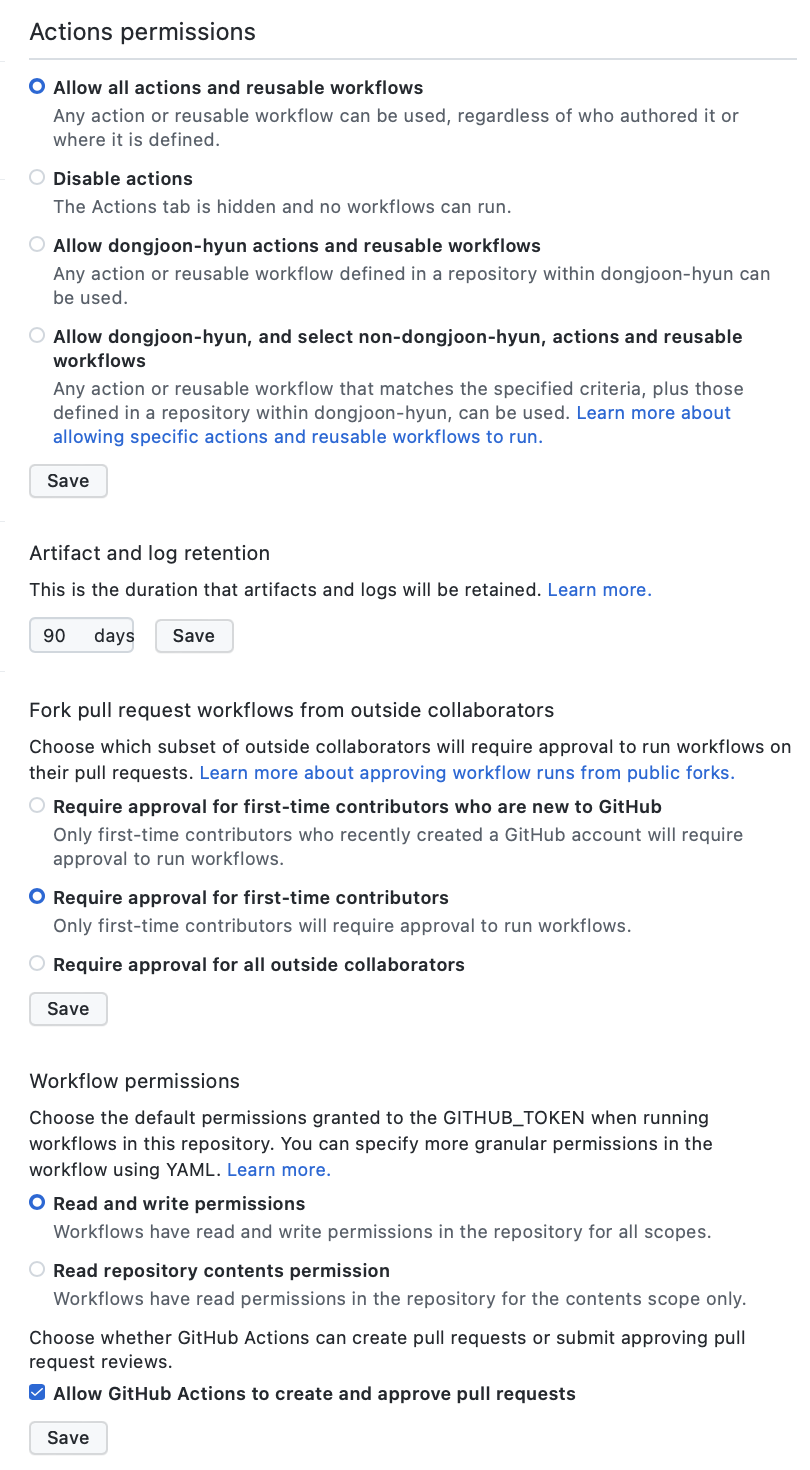 Actions permissions
Allow all actions and reusable workflows
Any action or reusable workflow can be used, regardless of who authored it or
where it is defined.
Disable actions
The Actions tab is hidden and no workflows can run.
Allow dongjoon-hyun actions and reusable workflows
Any action or reusable workflow defined in a repository within dongjoon-hyun can
be used.
Allow dongjoon-hyun, and select non-dongjoon-hyun, actions and reusable
workflows
Any action or reusable workflow that matches the specified criteria, plus those
defined in a repository within dongjoon-hyun, can be used. Learn more about
allowing specific actions and reusable workflows to run.
Save
Artifact and log retention
This is the duration that artifacts and logs will be retained. Learn more.
90 days Save
Fork pull request workflows from outside collaborators
Choose which subset of outside collaborators will require approval to run workflows on
their pull requests. Learn more about approving workflow runs from public forks.
Require approval for first-time contributors who are new to GitHub
Only first-time contributors who recently created a GitHub account will require
approval to run workflows.
Require approval for first-time contributors
Only first-time contributors will require approval to run workflows.
Require approval for all outside collaborators
Save
Workflow permissions
Choose the default permissions granted to the GITHUB_TOKEN when running
workflows in this repository. You can specify more granular permissions in the
workflow using YAML. Learn more.
Read and write permissions
Workflows have read and write permissions in the repository for all scopes.
Read repository contents permission
Workflows have read permissions in the repository for the contents scope only.
Choose whether GitHub Actions can create pull requests or submit approving pull
request reviews.
Allow GitHub Actions to create and approve pull requests
Save